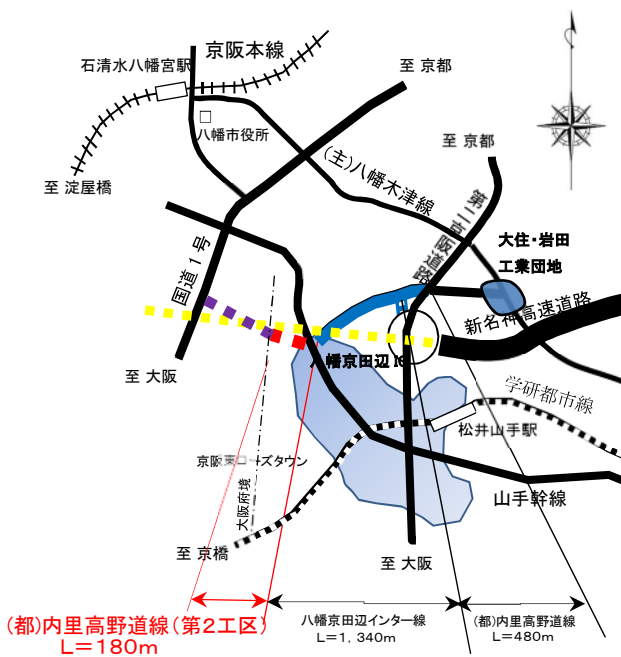 京阪本線
石清水八幡宮駅
至 京都
八幡市役所
至 京都
(主)八幡木津線
至 淀屋橋
第二京阪道路
大住・岩田
工業団地
国道1号
新名神高速道路
八幡京田辺IC
至 大阪
学研都市線
松井山手駅
京阪東ローズタウン
大阪府境
山手幹線
至 京橋
至 大阪
(都)内里高野道線(第2工区)
L=180m
八幡京田辺インター線
L=1,340m
(都)内里高野道線
L=480m